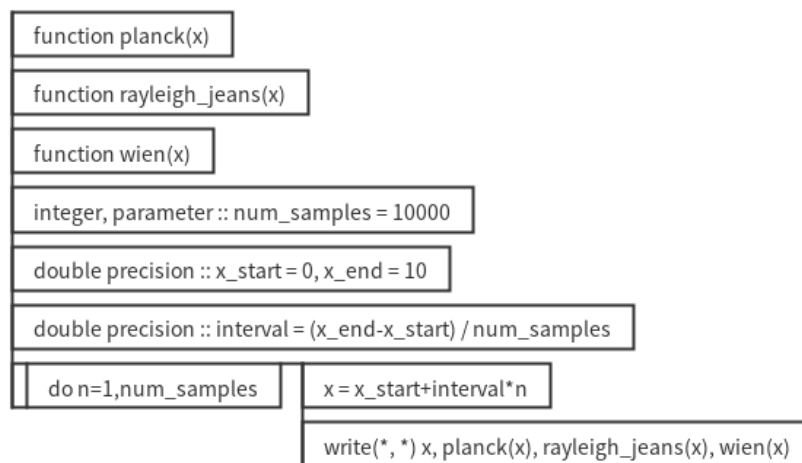 function planck(x)
function rayleigh_jeans(x)
function wien(x)
integer, parameter :: num_samples = 10000
double precision :: x_start = 0, x_end = 10
double precision :: interval = (x_end-x_start) / num_samples
do n=1,num_samples
x = x_start+interval*n
write(*, *) x, planck(x), rayleigh_jeans(x), wien(x)